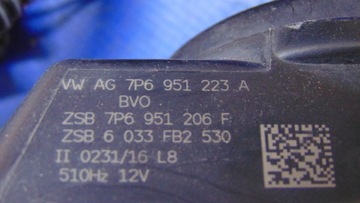 VW AG 7P6 951 223 A
BVO
ZSB 7P6 951 206 F
ZSB 6 033 FB2 530
II 0231/16 L8
510Hz 12V